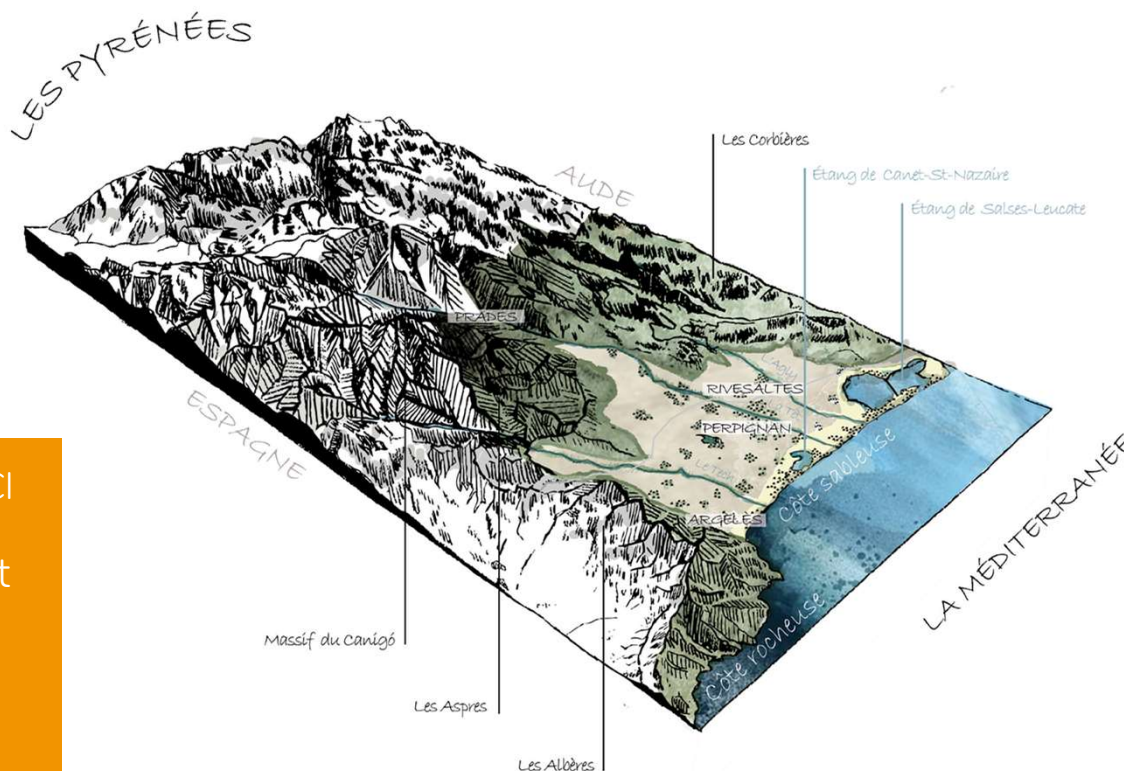 LES PYRÉNÉES
Les Corbières
AUDE
Étang de Canet-St-Nazaire
Étang de Salses-Leucate
PRADES
RIVESALTES
PERPIGNAN
ESPAGNE
Côte sableuse
ARGELÈS
LA MÉDITERRANÉE
Côte rocheuse
Massif du Canigó
Les Aspres
Les Albères